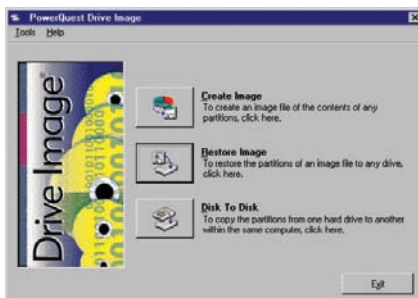 PowerQuest Drive Image
Tools Help
Drive Image®
Create Image
To create an image file of the contents of any
partitions, click here.
Restore Image
To restore the partitions of an image file to any drive,
click here.
Disk To Disk
To copy the partitions from one hard drive to another
within the same computer, click here.
Exit